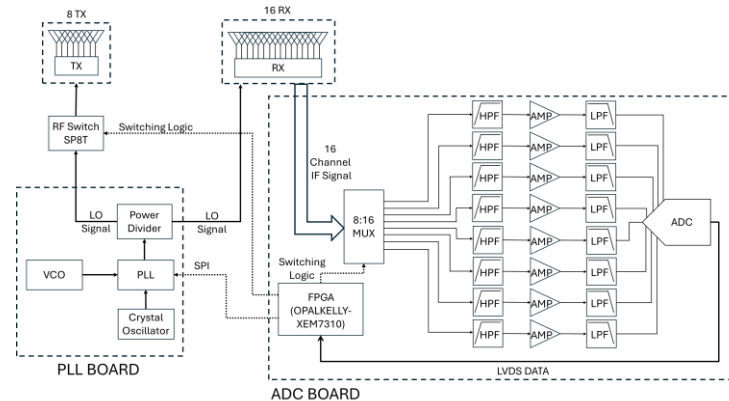 8 TX
16 RX
TX
RX
RF Switch
SP8T
Switching Logic
16
Channel
IF Signal
HPF
AMP
LPF
HPF
AMP
LPF
HPF
AMP
LPF
HPF
AMP
LPF
HPF
AMP
LPF
HPF
AMP
LPF
HPF
AMP
LPF
HPF
AMP
LPF
8:16
MUX
ADC
LO
Signal
Power
Divider
LO
Signal
VCO
PLL
SPI
Switching
Logic
Crystal
Oscillator
FPGA
(OPALKELLY-
XEM7310)
LVDS DATA
PLL BOARD
ADC BOARD